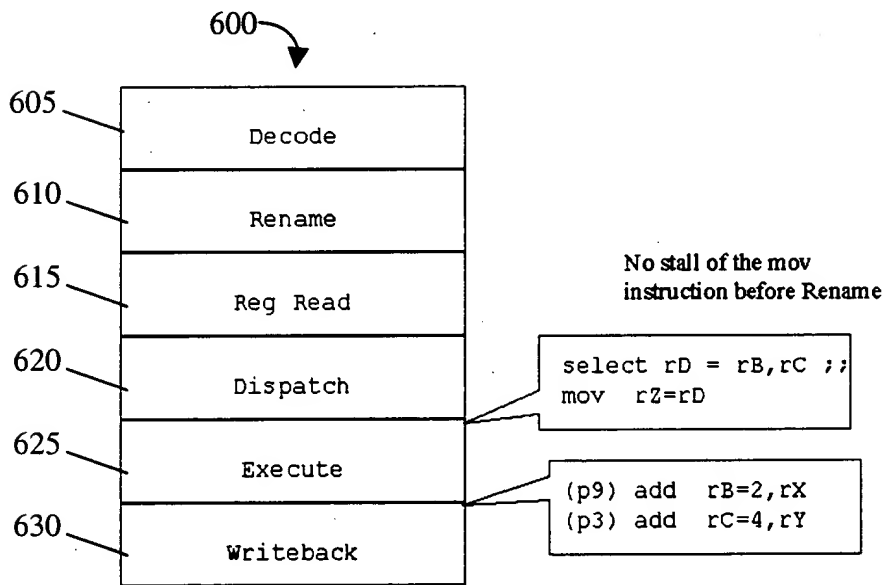 600
605
Decode
610
Rename
615
Reg Read
No stall of the mov
instruction before Rename
620
Dispatch
select rD = rB,rC ;;
mov rZ=rD
625
Execute
(p9) add rB=2,rX
(p3) add rC=4,rY
630
Writeback